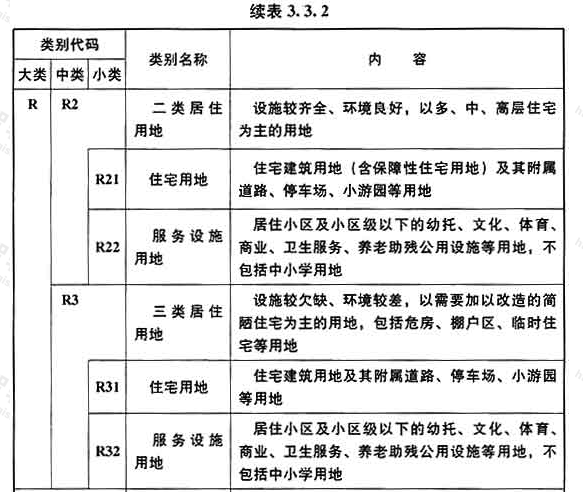 续表 3.3.2
类别代码 类别名称 内 容
大类 中类 小类
R R2 二类居住 设施较齐全、环境良好，以多、中、高层住宅
用地 为主的用地
R21 住宅用地 住宅建筑用地（含保障性住宅用地）及其附属
道路、停车场、小游园等用地
R22 服务设施 居住小区及小区级以下的幼托、文化、体育、
用地 商业、卫生服务、养老助残公用设施等用地，不
包括中小学用地
R3 三类居住 设施较欠缺、环境较差，以需要加以改造的简
用地 陋住宅为主的用地，包括危房、棚户区、临时住
宅等用地
R31 住宅用地 住宅建筑用地及其附属道路、停车场、小游园
等用地
R32 服务设施 居住小区及小区级以下的幼托、文化、体育、
用地 商业、卫生服务、养老助残公用设施等用地，不
包括中小学用地